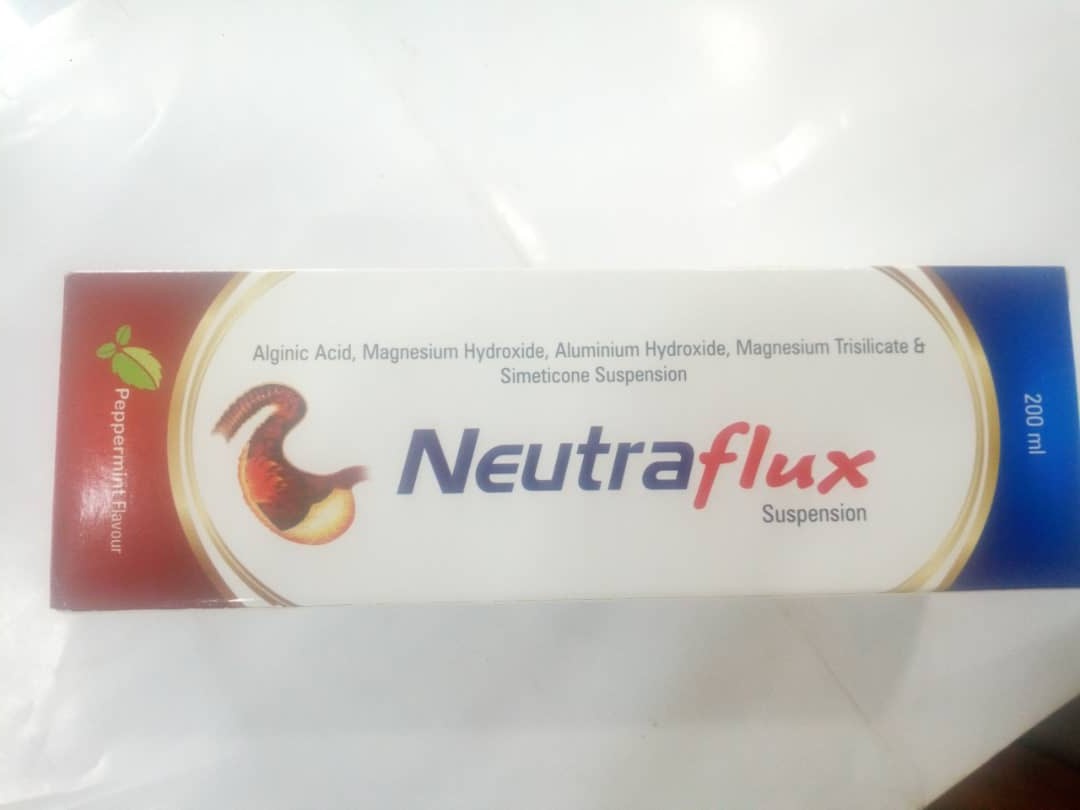 Alginic Acid, Magnesium Hydroxide, Aluminium Hydroxide, Magnesium Trisilicate &
Simeticone Suspension
Neutraflux
Suspension
Peppermint Flavour
200 ml